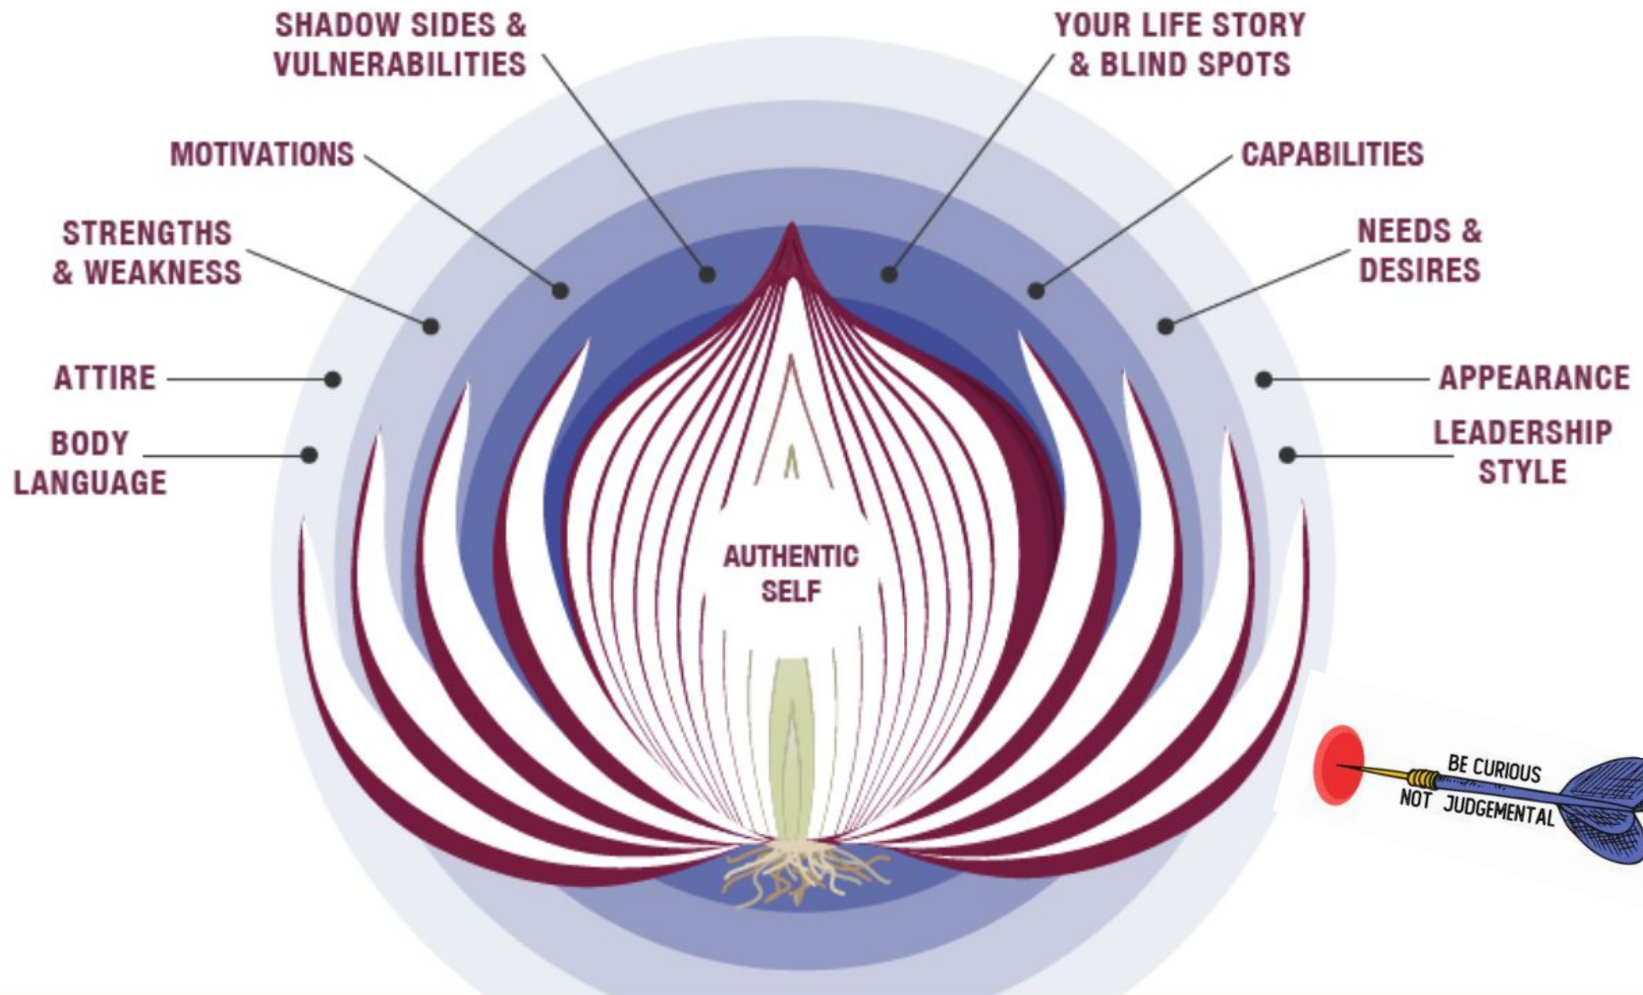 SHADOW SIDES &
VULNERABILITIES
YOUR LIFE STORY
& BLIND SPOTS
MOTIVATIONS
CAPABILITIES
STRENGTHS
& WEAKNESS
NEEDS &
DESIRES
ATTIRE
APPEARANCE
BODY
LANGUAGE
LEADERSHIP
STYLE
AUTHENTIC
SELF
BE CURIOUS
NOT JUDGEMENTAL